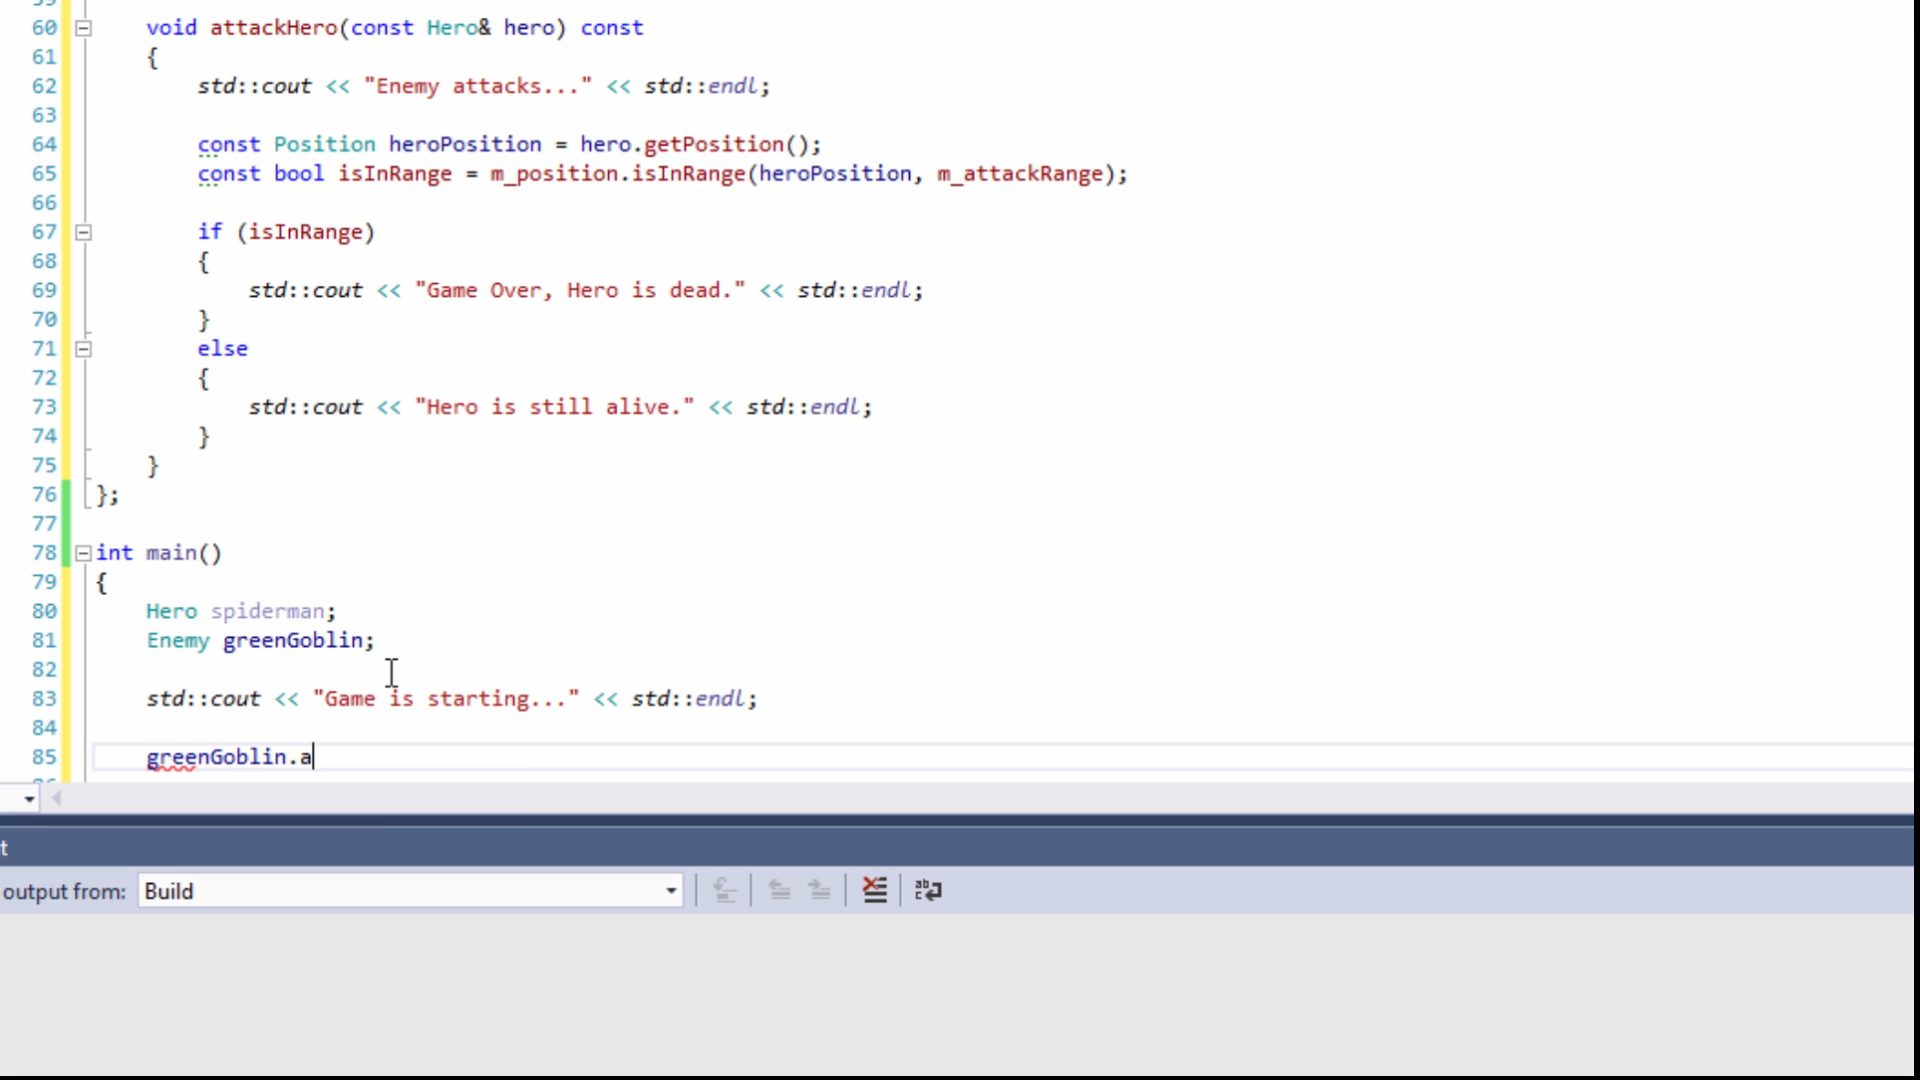 60 void attackHero(const Hero& hero) const
61 {
62 std::cout << "Enemy attacks..." << std::endl;
63
64 const Position heroPosition = hero.getPosition();
65 const bool isInRange = m_position.isInRange(heroPosition, m_attackRange);
66
67 if (isInRange)
68 {
69 std::cout << "Game Over, Hero is dead." << std::endl;
70 }
71 else
72 {
73 std::cout << "Hero is still alive." << std::endl;
74 }
75 }
76 };
77
78 int main()
79 {
80 Hero spiderman;
81 Enemy greenGoblin;
82
83 std::cout << "Game is starting..." << std::endl;
84
85 greenGoblin.a
t
output from: Build